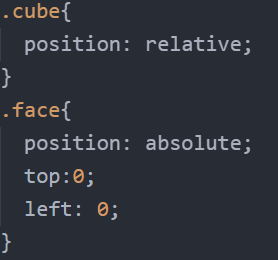 .cube{
  position: relative;
}
.face{
  position: absolute;
  top:0;
  left: 0;
}